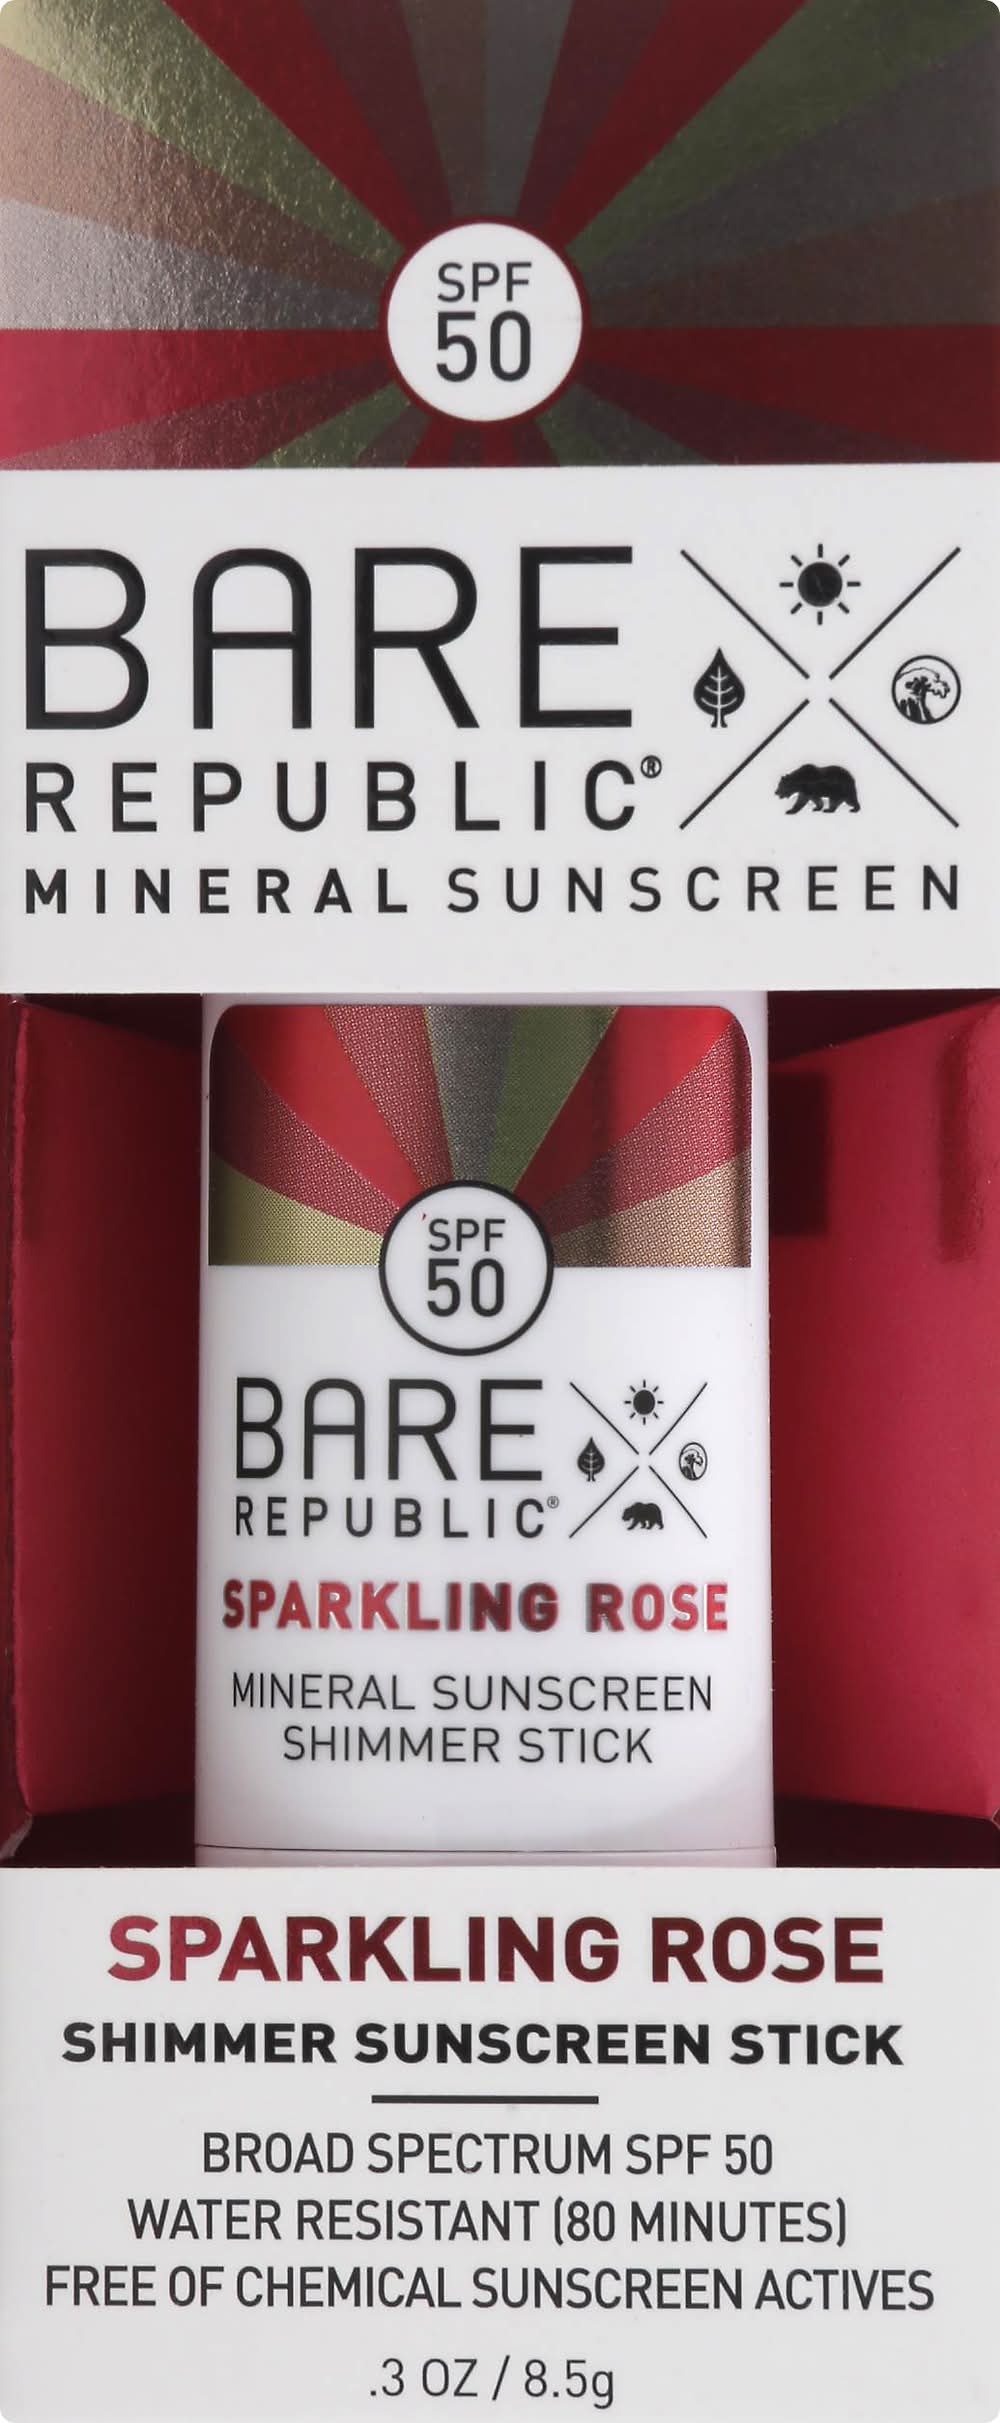 SPF
50
BARE
REPUBLIC®
MINERAL SUNSCREEN
SPF
50
BARE
REPUBLIC®
SPARKLING ROSE
MINERAL SUNSCREEN
SHIMMER STICK
SPARKLING ROSE
SHIMMER SUNSCREEN STICK
BROAD SPECTRUM SPF 50
WATER RESISTANT (80 MINUTES)
FREE OF CHEMICAL SUNSCREEN ACTIVES
.3 OZ / 8.5g